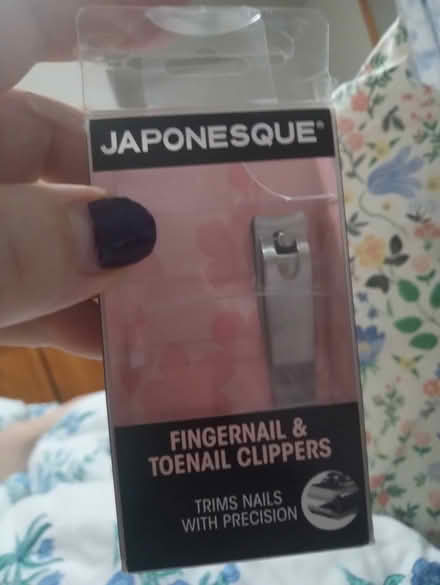 JAPONESQUE®
FINGERNAIL &
TOENAIL CLIPPERS
TRIMS NAILS
WITH PRECISION